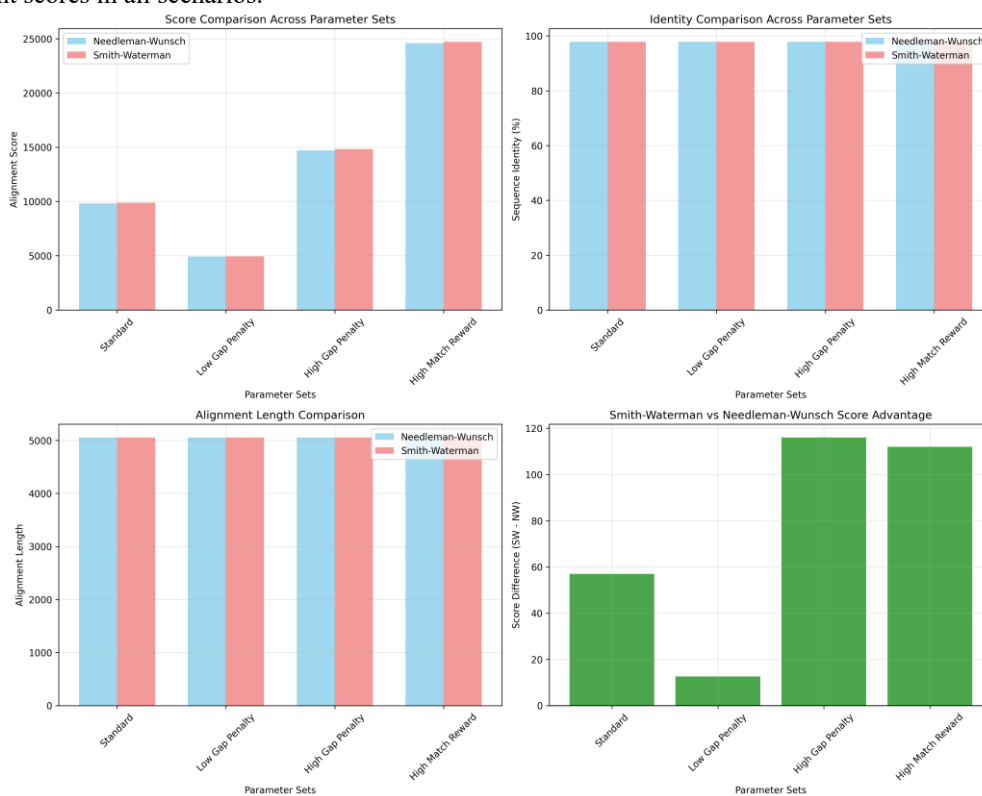 nt scores in all scenarios.
Score Comparison Across Parameter Sets
Needleman-Wunsch
Smith-Waterman
25000
20000
15000
10000
5000
0
Alignment Score
Standard
Low Gap Penalty
High Gap Penalty
High Match Reward
Parameter Sets
Identity Comparison Across Parameter Sets
Needleman-Wunsch
Smith-Waterman
100
80
60
40
20
0
Sequence Identity (%)
Standard
Low Gap Penalty
High Gap Penalty
High Match Reward
Parameter Sets
Alignment Length Comparison
Needleman-Wunsch
Smith-Waterman
5000
4000
3000
2000
1000
0
Alignment Length
Standard
Low Gap Penalty
High Gap Penalty
High Match Reward
Parameter Sets
Smith-Waterman vs Needleman-Wunsch Score Advantage
120
100
80
60
40
20
0
Score Difference (SW - NW)
Standard
Low Gap Penalty
High Gap Penalty
High Match Reward
Parameter Sets